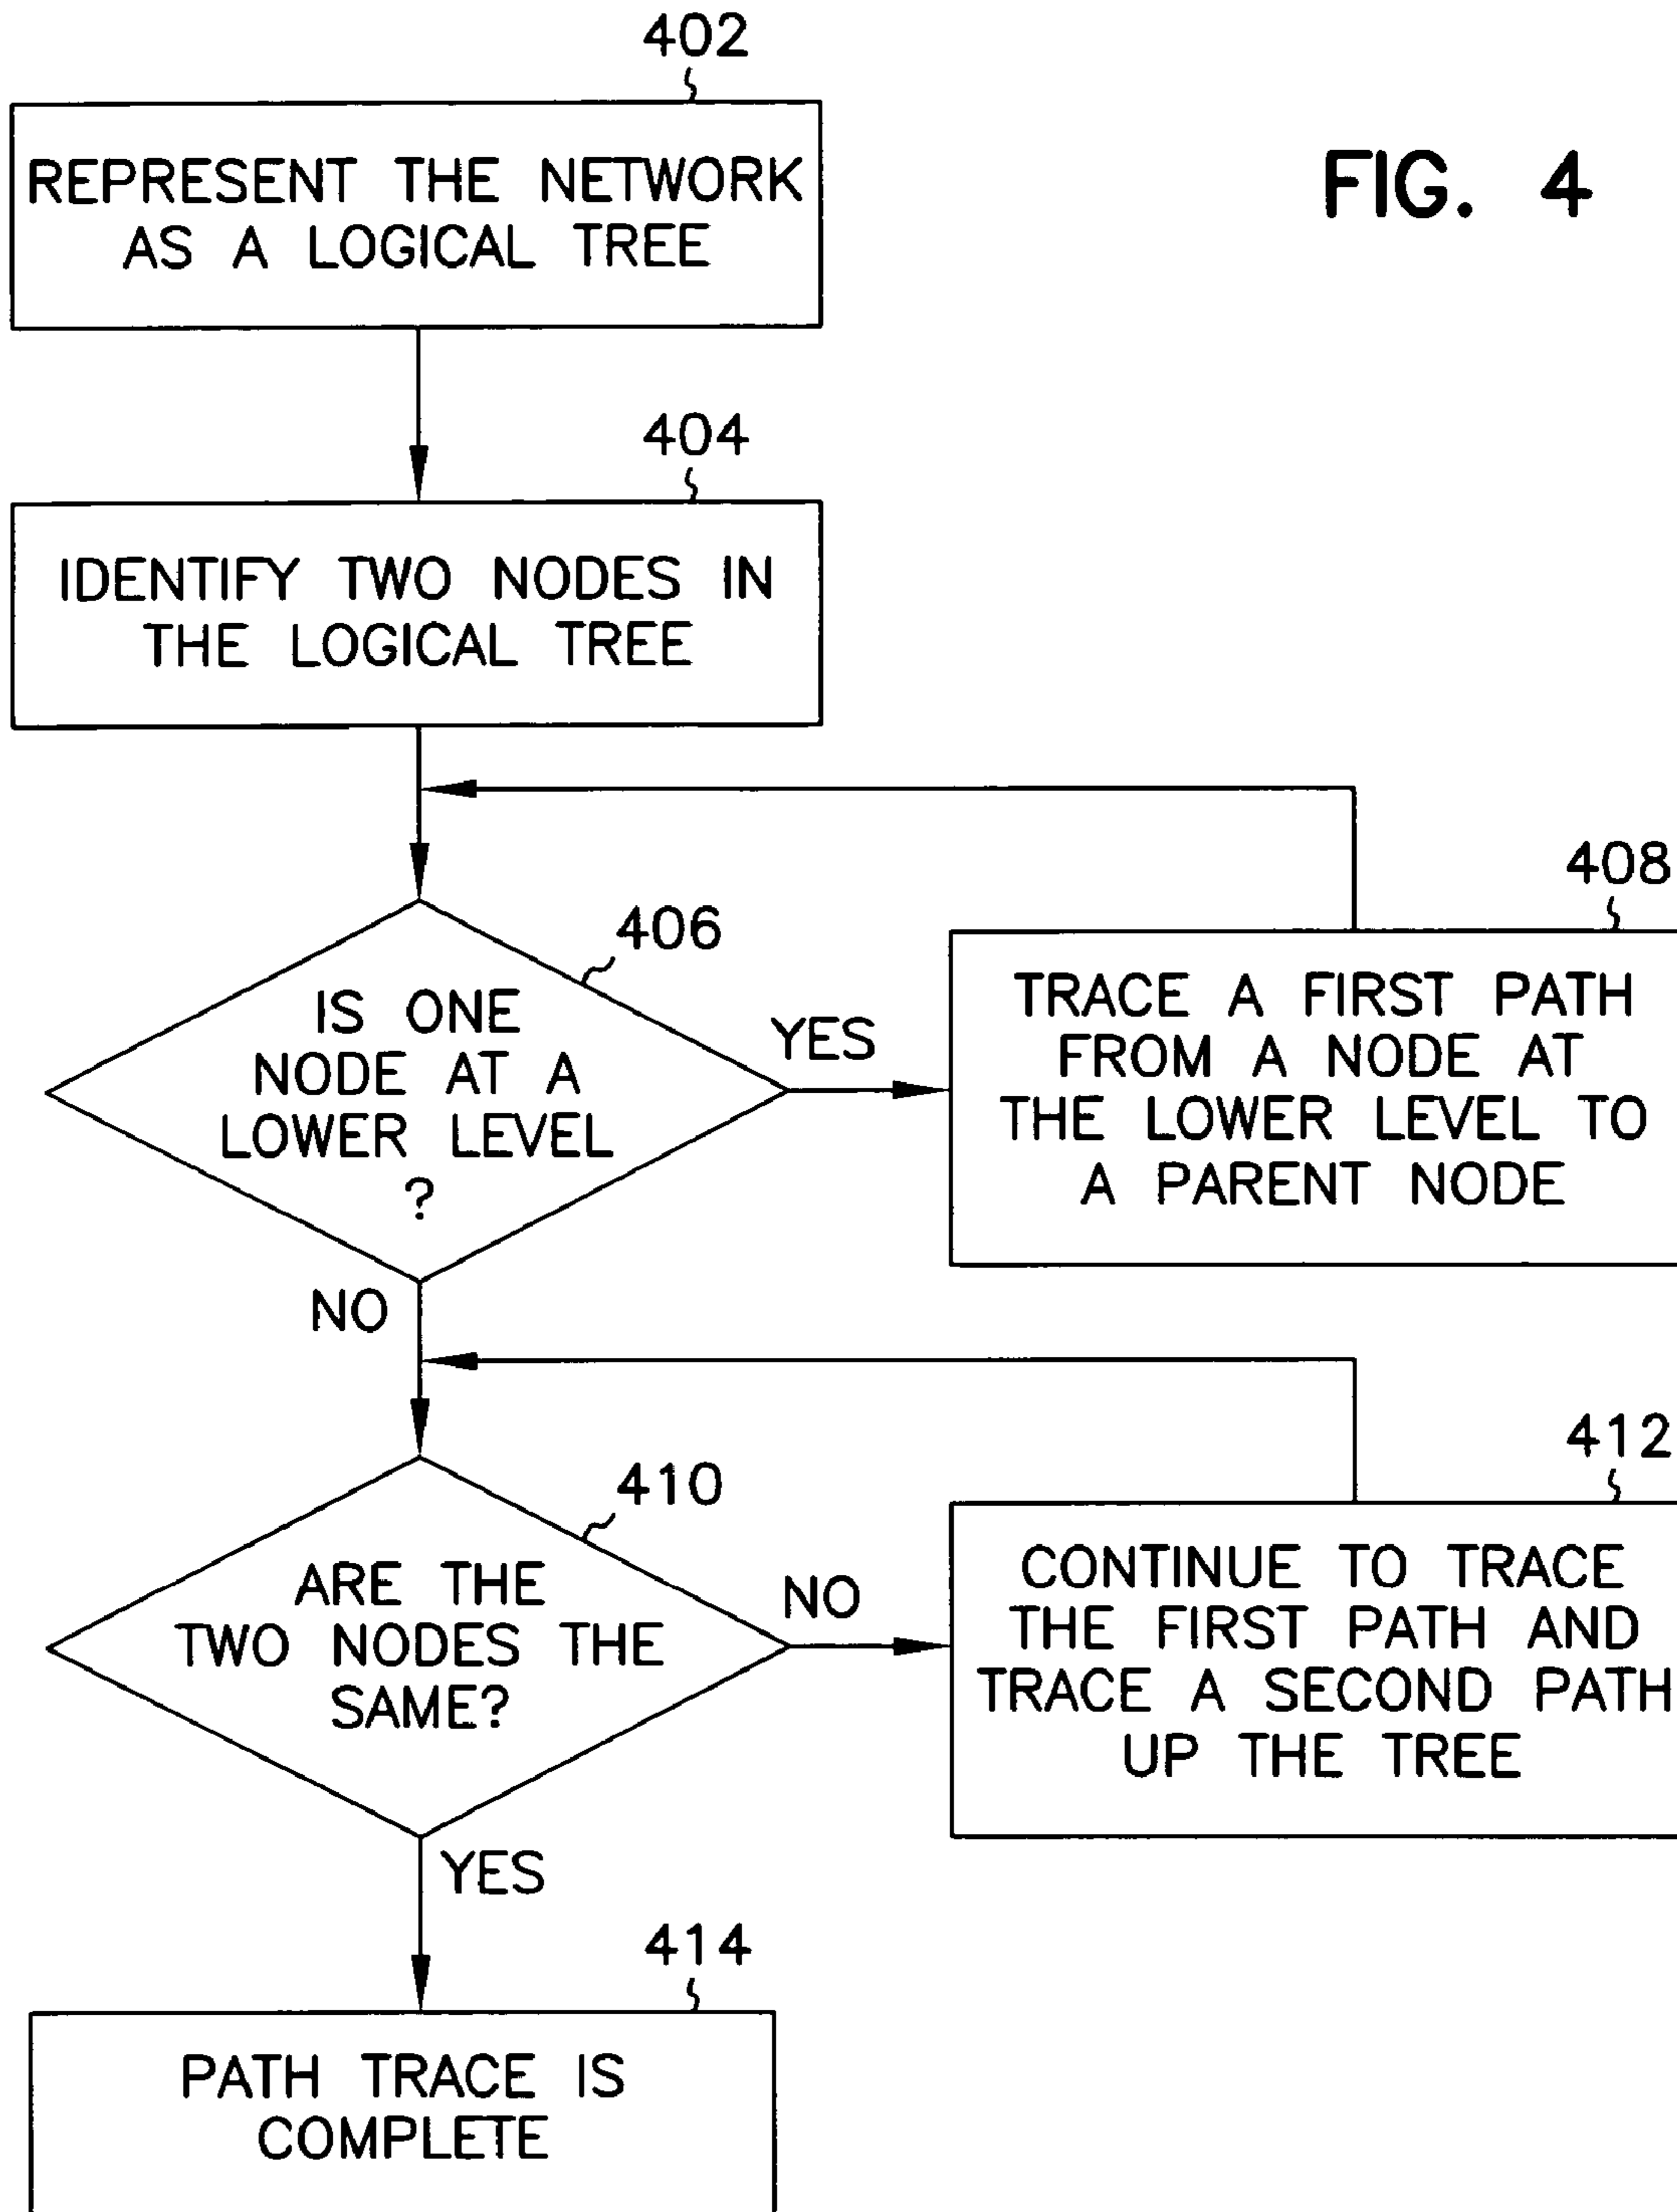 402
REPRESENT THE NETWORK
AS A LOGICAL TREE
FIG. 4
404
IDENTIFY TWO NODES IN
THE LOGICAL TREE
406
IS ONE
NODE AT A
LOWER LEVEL
?
YES
408
TRACE A FIRST PATH
FROM A NODE AT
THE LOWER LEVEL TO
A PARENT NODE
NO
410
ARE THE
TWO NODES THE
SAME?
NO
412
CONTINUE TO TRACE
THE FIRST PATH AND
TRACE A SECOND PATH
UP THE TREE
YES
414
PATH TRACE IS
COMPLETE